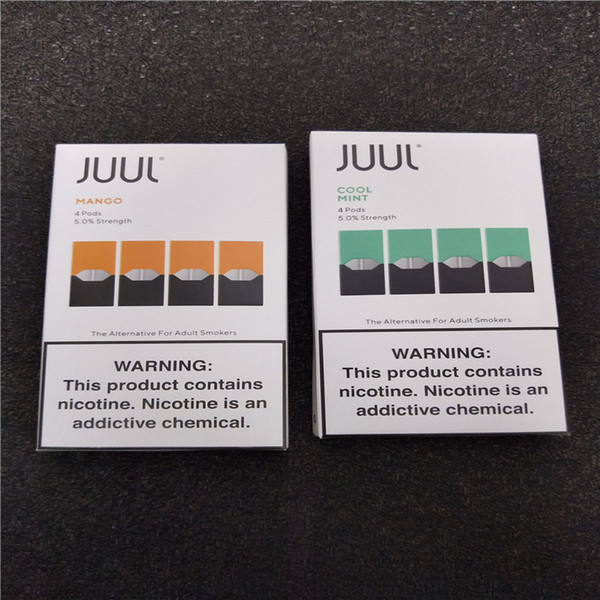 JUUL®
MANGO
4 Pods
5.0% Strength
The Alternative For Adult Smokers
WARNING:
This product contains
nicotine. Nicotine is an
addictive chemical.
JUUL®
COOL
MINT
4 Pods
5.0% Strength
The Alternative For Adult Smokers
WARNING:
This product contains
nicotine. Nicotine is an
addictive chemical.